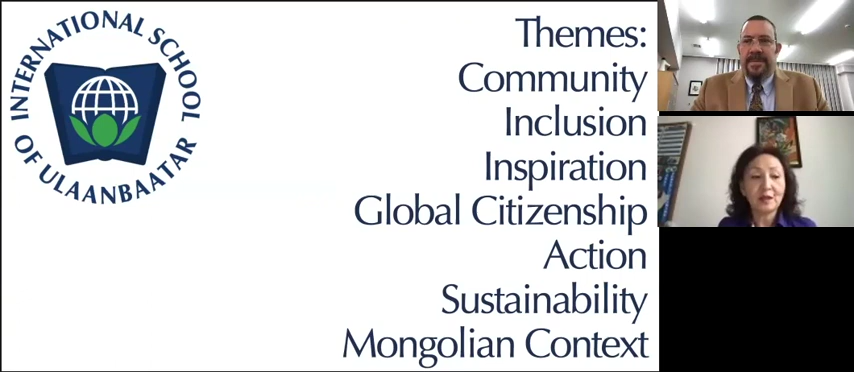 INTERNATIONAL SCHOOL
OF ULAANBAATAR
Themes:
Community
Inclusion
Inspiration
Global Citizenship
Action
Sustainability
Mongolian Context